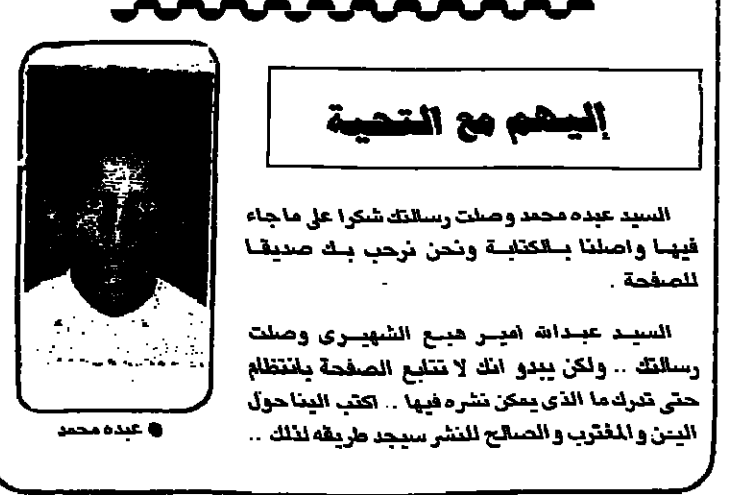 إليهم مع التحية
السيد عبده محمد وصلت رسالتك شكرا على ما جاء
فيها واصلنا بالكتابة ونحن نرحب بك صديقا
للصفحة .
السيد عبدالله امير هبع الشهيرى وصلت
رسالتك .. ولكن يبدو انك لا تتابع الصفحة بانتظام
حتى تدرك ما الذى يمكن نشره فيها .. اكتب الينا حول
اليمن والمغترب والصالح للنشر سيجد طريقه لذلك ..
● عبده محمد